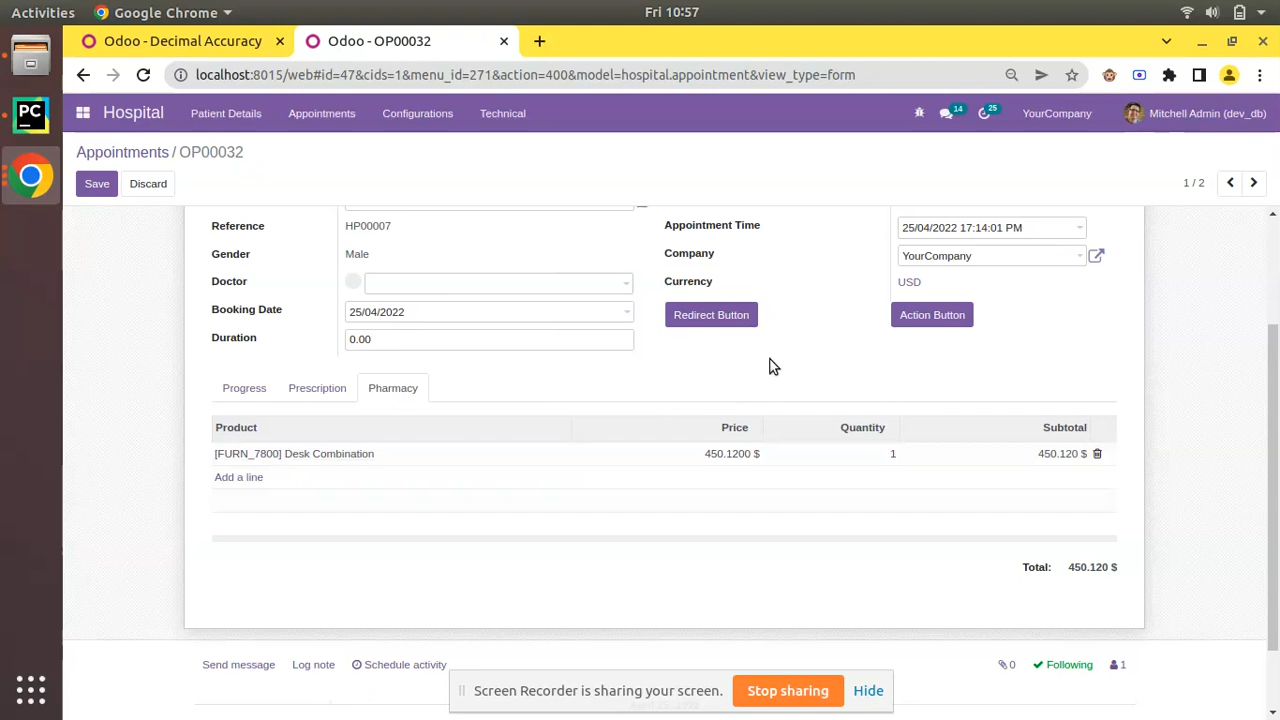 Activities Google Chrome Fri 10:57
Odoo - Decimal Accuracy Odoo - OP00032
localhost:8015/web#id=47&cids=1&menu_id=271&action=400&model=hospital.appointment&view_type=form
PC Hospital Patient Details Appointments Configurations Technical 14 25 YourCompany Mitchell Admin (dev_db)
Appointments / OP00032
Save Discard 1 / 2
Reference HP00007 Appointment Time 25/04/2022 17:14:01 PM
Gender Male Company YourCompany
Doctor Currency USD
Booking Date 25/04/2022 Redirect Button Action Button
Duration 0.00
Progress Prescription Pharmacy
Product Price Quantity Subtotal
[FURN_7800] Desk Combination 450.1200 $ 1 450.120 $
Add a line
Total: 450.120 $
Send message Log note Schedule activity 0 Following 1
Screen Recorder is sharing your screen. Stop sharing Hide